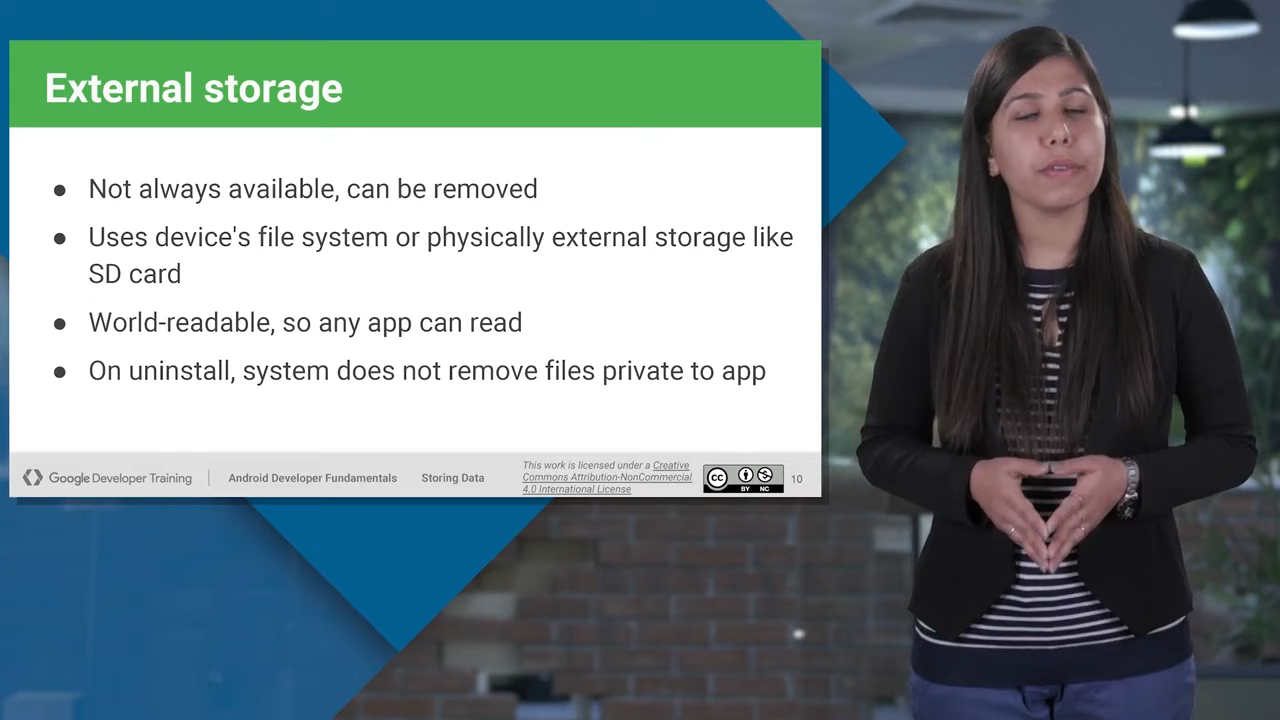 External storage
● Not always available, can be removed
● Uses device's file system or physically external storage like
SD card
● World-readable, so any app can read
● On uninstall, system does not remove files private to app
Google Developer Training
Android Developer Fundamentals
Storing Data
This work is licensed under a Creative
Commons Attribution-NonCommercial
4.0 International License
cc
BY NC
10